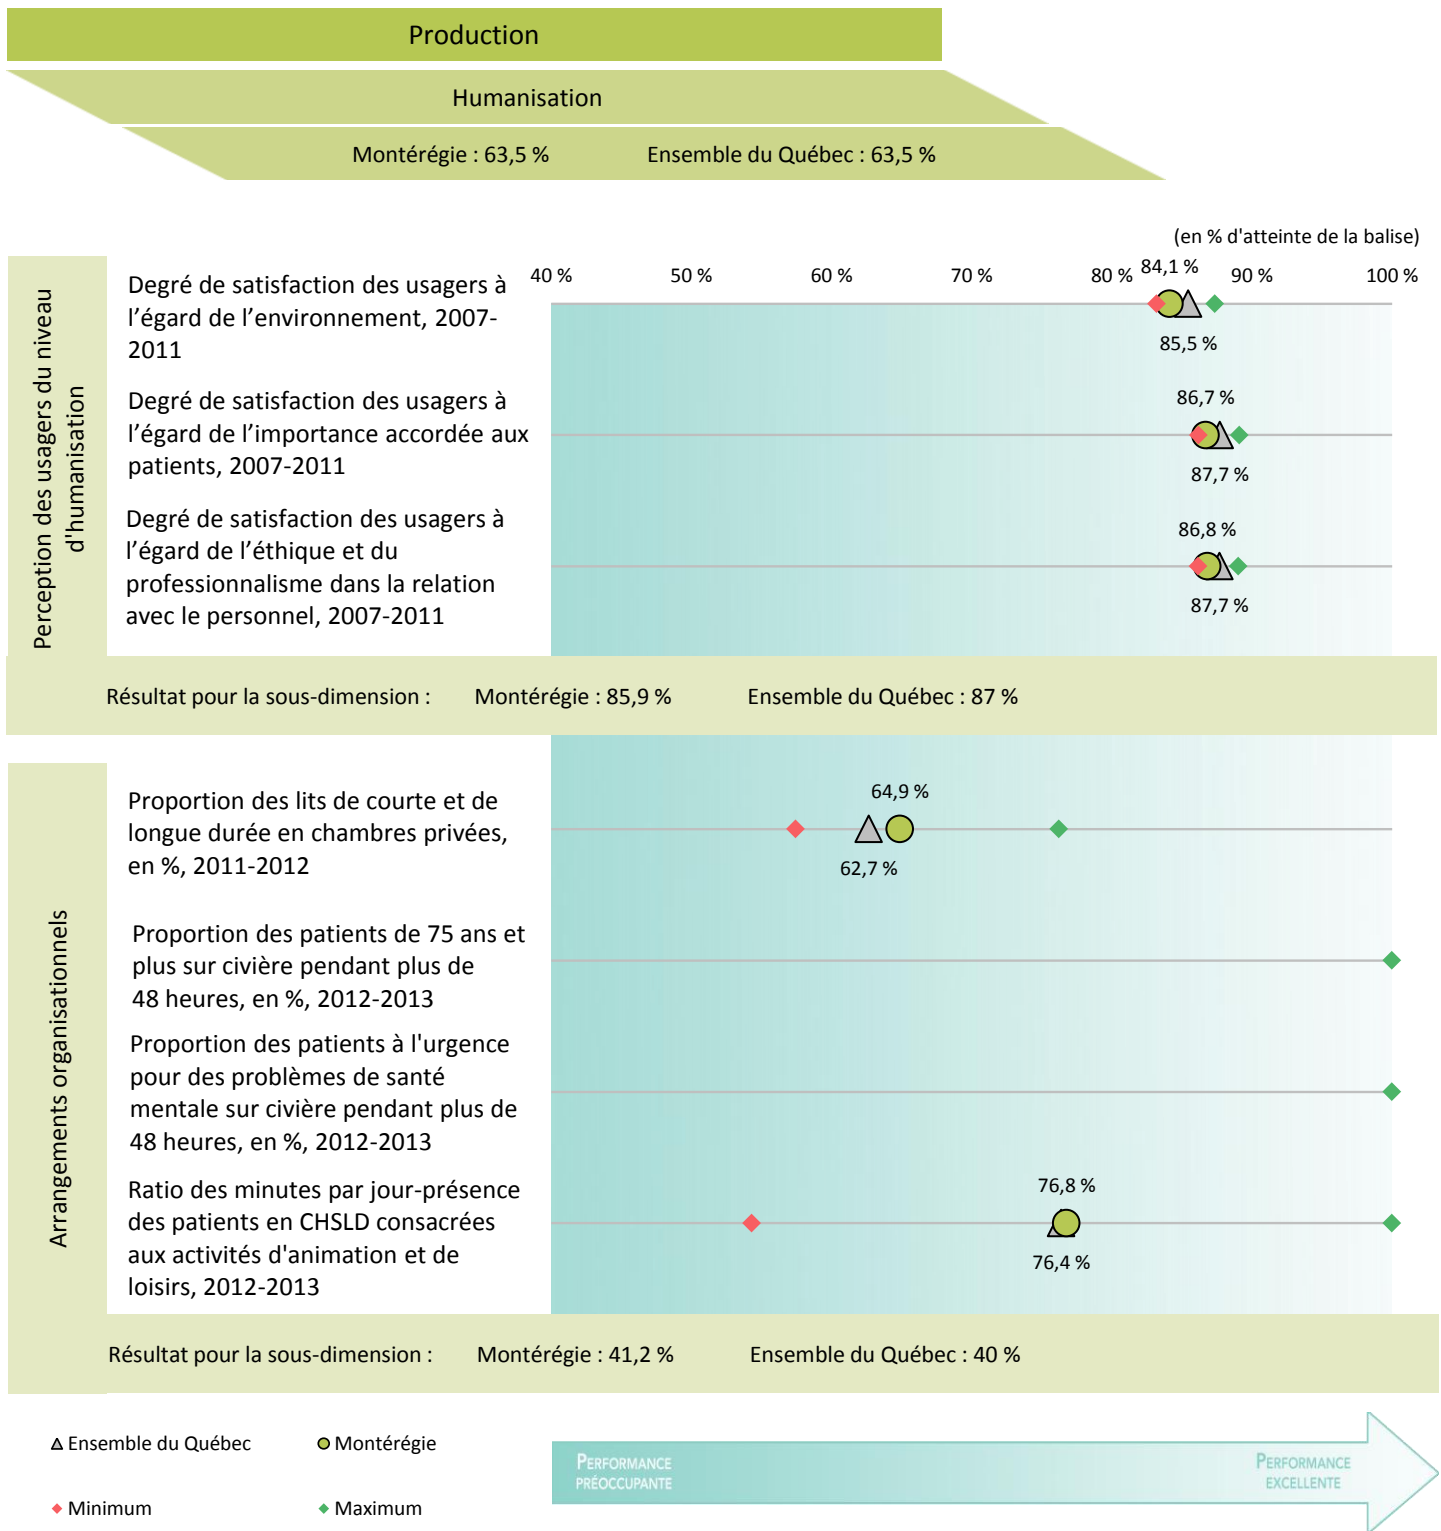 Production
Humanisation
Montérégie : 63,5 %
Ensemble du Québec : 63,5 %
(en % d'atteinte de la balise)
40 %
50 %
60 %
70 %
80 %
84,1 %
90 %
100 %
Perception des usagers du niveau
d'humanisation
Degré de satisfaction des usagers à
l’égard de l’environnement, 2007-
2011
85,5 %
Degré de satisfaction des usagers à
l’égard de l’importance accordée aux
patients, 2007-2011
86,7 %
87,7 %
Degré de satisfaction des usagers à
l’égard de l’éthique et du
professionnalisme dans la relation
avec le personnel, 2007-2011
86,8 %
87,7 %
Résultat pour la sous-dimension :
Montérégie : 85,9 %
Ensemble du Québec : 87 %
Arrangements organisationnels
Proportion des lits de courte et de
longue durée en chambres privées,
en %, 2011-2012
64,9 %
62,7 %
Proportion des patients de 75 ans et
plus sur civière pendant plus de
48 heures, en %, 2012-2013
Proportion des patients à l'urgence
pour des problèmes de santé
mentale sur civière pendant plus de
48 heures, en %, 2012-2013
Ratio des minutes par jour-présence
des patients en CHSLD consacrées
aux activités d'animation et de
loisirs, 2012-2013
76,8 %
76,4 %
Résultat pour la sous-dimension :
Montérégie : 41,2 %
Ensemble du Québec : 40 %
Ensemble du Québec
Montérégie
Minimum
Maximum
PERFORMANCE
PRÉOCCUPANTE
PERFORMANCE
EXCELLENTE